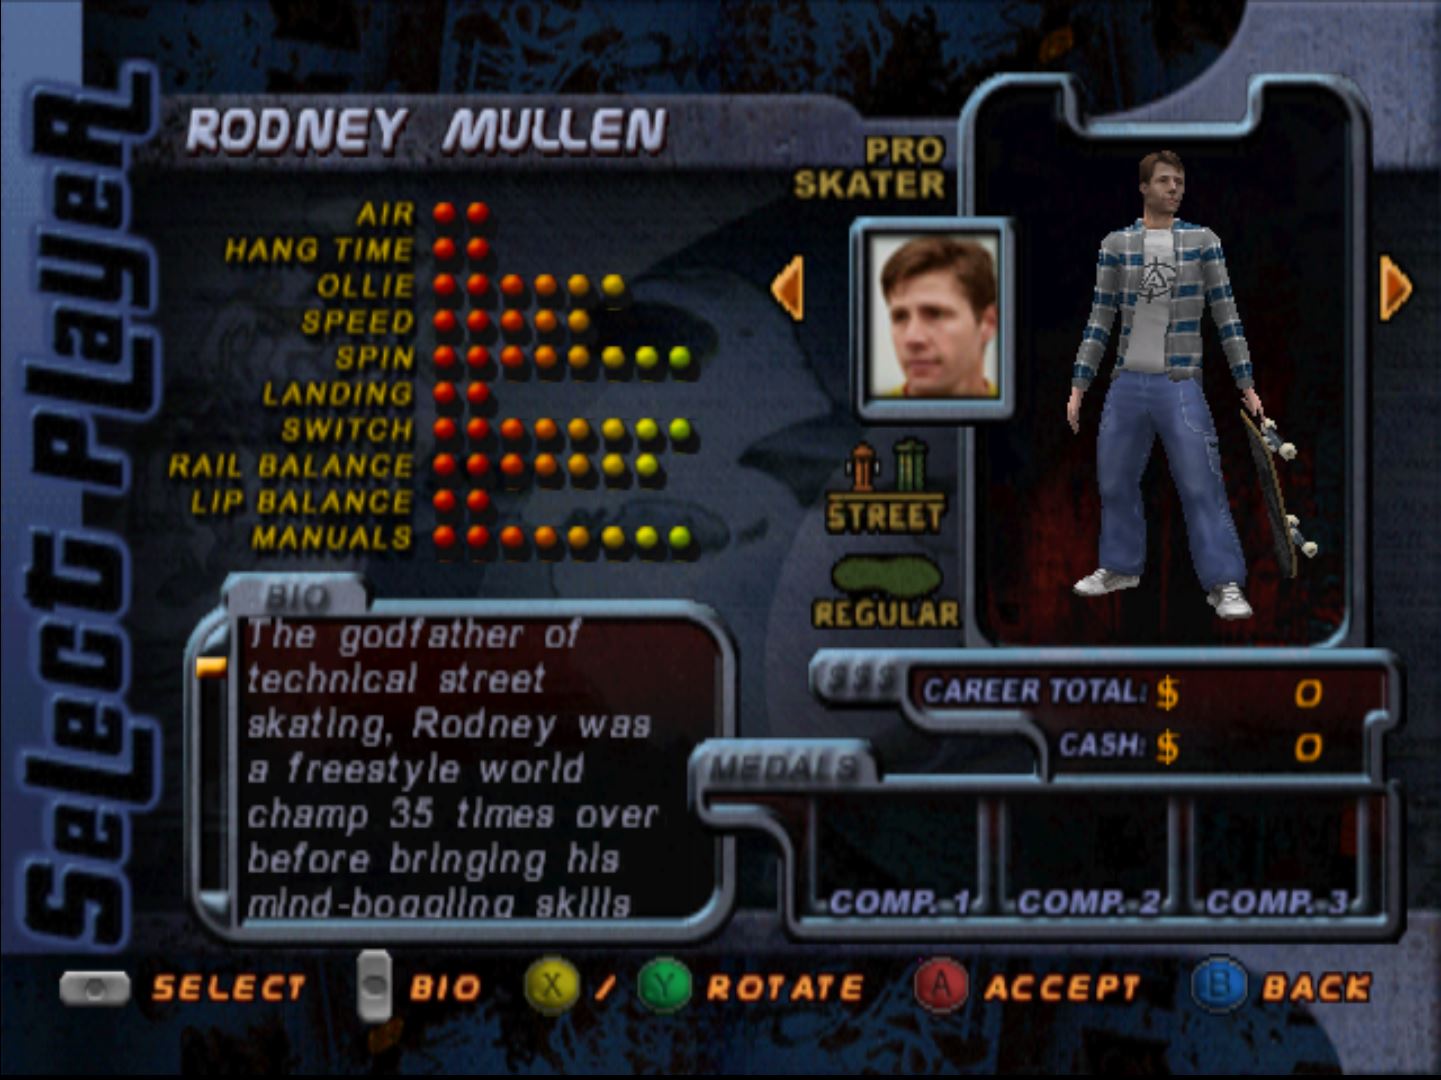 Select Player
RODNEY MULLEN
PRO
SKATER
AIR
HANG TIME
OLLIE
SPEED
SPIN
LANDING
SWITCH
RAIL BALANCE
LIP BALANCE
MANUALS
STREET
REGULAR
BIO
The godfather of
technical street
skating, Rodney was
a freestyle world
champ 35 times over
before bringing his
mind-boggling skills
$$$
CAREER TOTAL: $ 0
CASH: $ 0
MEDALS
COMP. 1
COMP. 2
COMP. 3
SELECT
BIO
X / Y ROTATE
A ACCEPT
B BACK